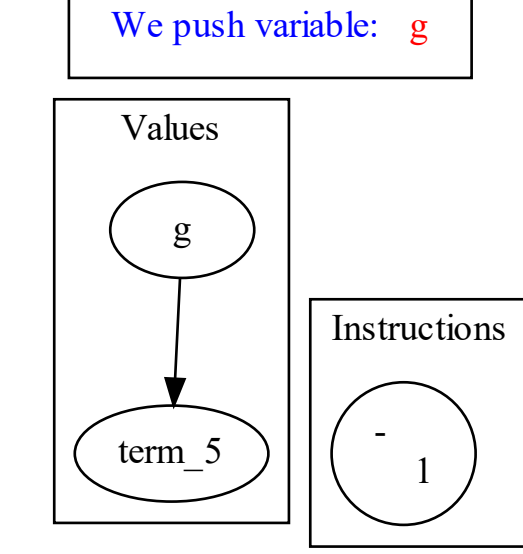 We push variable: g
Values
g
term_5
Instructions
-
1